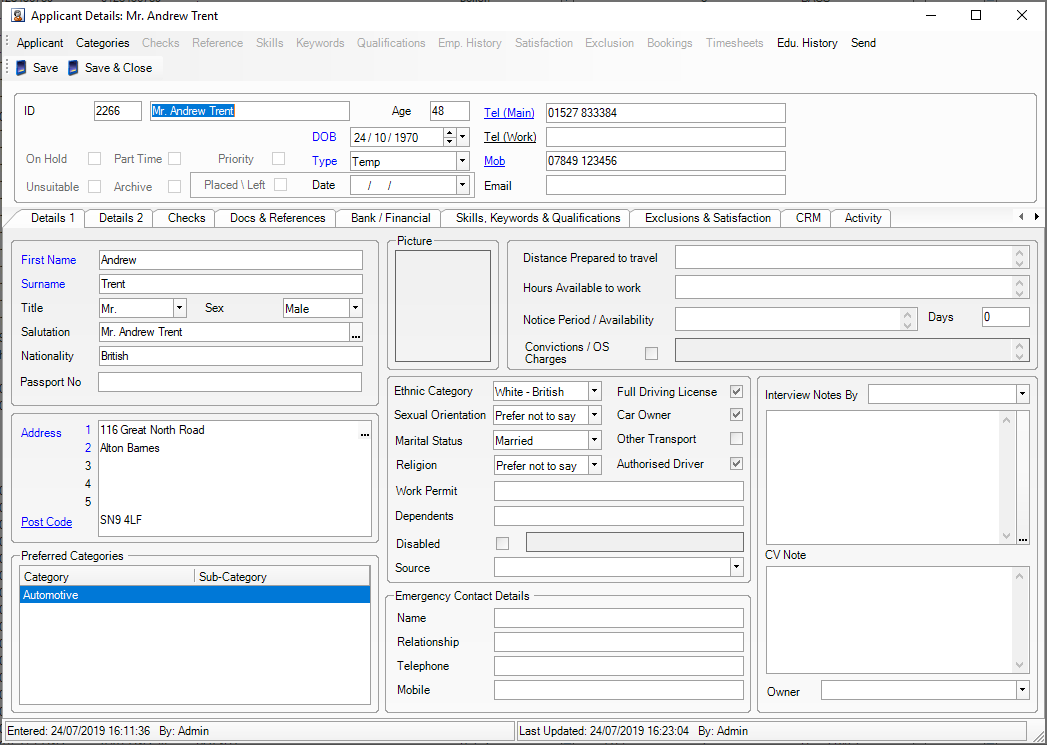 Applicant Details: Mr. Andrew Trent
Applicant Categories Checks Reference Skills Keywords Qualifications Emp. History Satisfaction Exclusion Bookings Timesheets Edu. History Send
Save Save & Close
ID 2266 Mr. Andrew Trent Age 48 Tel (Main) 01527 833384
DOB 24 / 10 / 1970 Tel (Work)
On Hold Part Time Priority Type Temp Mob 07849 123456
Unsuitable Archive Placed \ Left Date / / Email
Details 1 Details 2 Checks Docs & References Bank / Financial Skills, Keywords & Qualifications Exclusions & Satisfaction CRM Activity
First Name Andrew
Surname Trent
Title Mr. Sex Male
Salutation Mr. Andrew Trent ...
Nationality British
Passport No
Address 1 116 Great North Road ...
2 Alton Barnes
3
4
5
Post Code SN9 4LF
Preferred Categories
Category Sub-Category
Automotive
Picture
Distance Prepared to travel
Hours Available to work
Notice Period / Availability Days 0
Convictions / OS
Charges
Ethnic Category White - British Full Driving License
Sexual Orientation Prefer not to say Car Owner
Marital Status Married Other Transport
Religion Prefer not to say Authorised Driver
Work Permit
Dependents
Disabled
Source
Emergency Contact Details
Name
Relationship
Telephone
Mobile
Interview Notes By
...
CV Note
Owner
Entered: 24/07/2019 16:11:36 By: Admin Last Updated: 24/07/2019 16:23:04 By: Admin